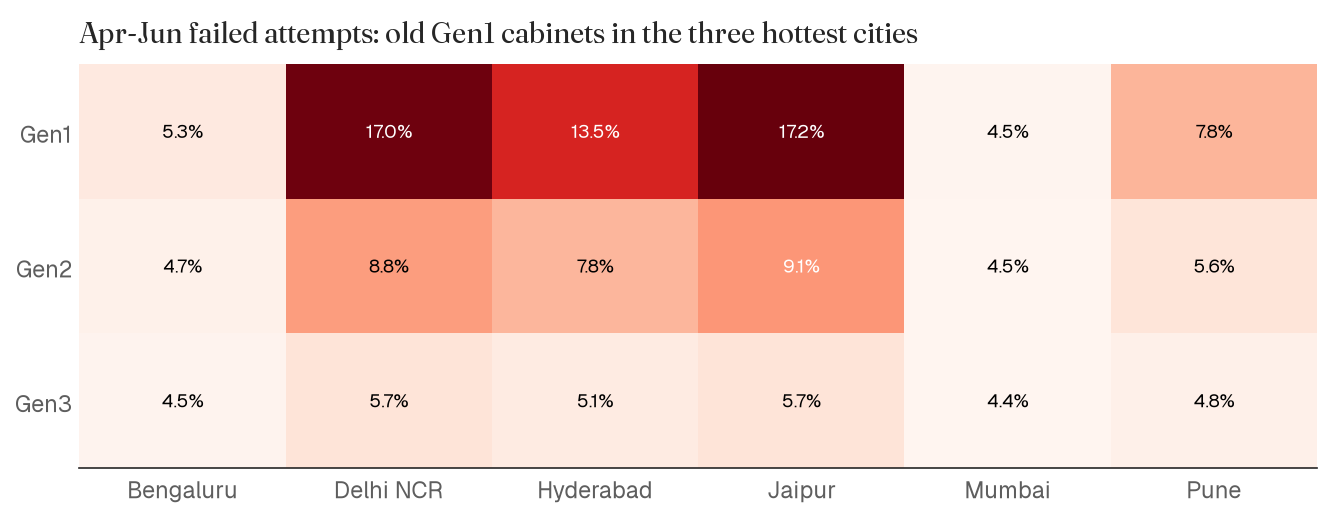 Apr-Jun failed attempts: old Gen1 cabinets in the three hottest cities
Gen1 5.3% 17.0% 13.5% 17.2% 4.5% 7.8%
Gen2 4.7% 8.8% 7.8% 9.1% 4.5% 5.6%
Gen3 4.5% 5.7% 5.1% 5.7% 4.4% 4.8%
Bengaluru Delhi NCR Hyderabad Jaipur Mumbai Pune